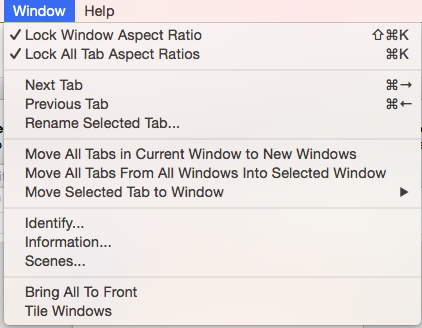 Window Help
✓ Lock Window Aspect Ratio ⇧⌘K
✓ Lock All Tab Aspect Ratios ⌘K
Next Tab ⌘→
Previous Tab ⌘←
Rename Selected Tab...
Move All Tabs in Current Window to New Windows
Move All Tabs From All Windows Into Selected Window
Move Selected Tab to Window ▶
Identify...
Information...
Scenes...
Bring All To Front
Tile Windows